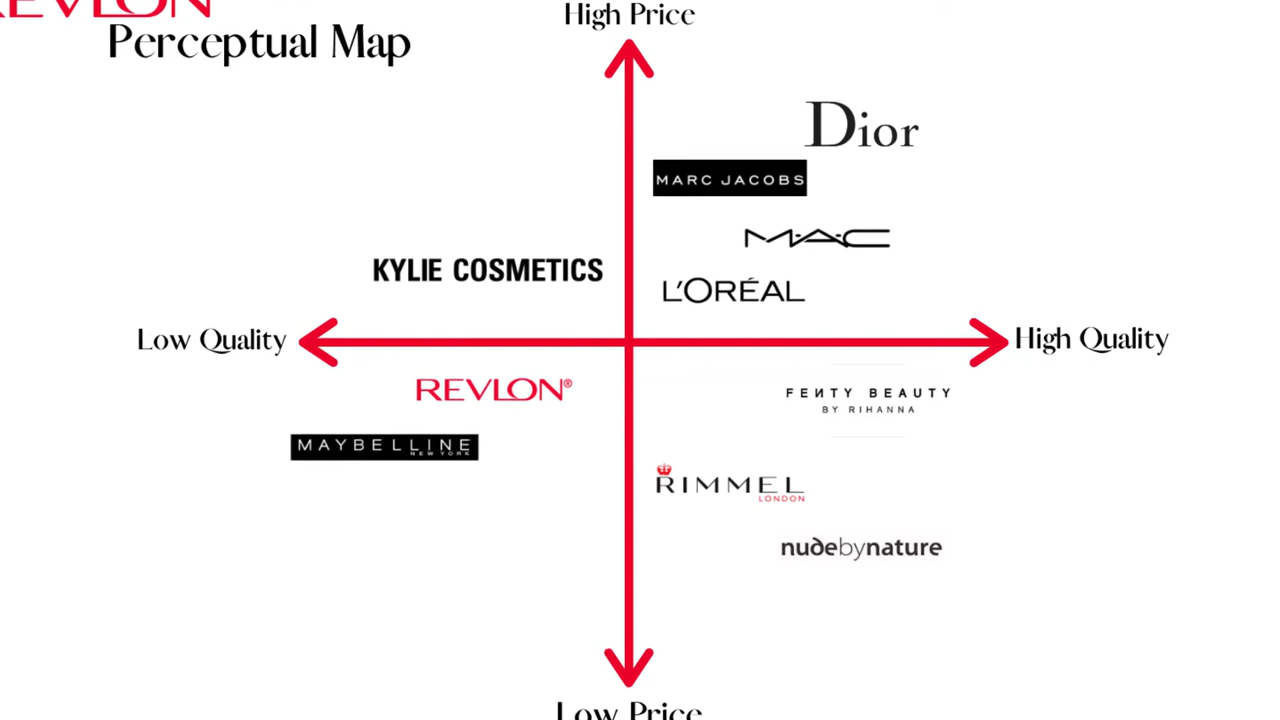 REVLON
Perceptual Map
High Price
Dior
MARC JACOBS
MAC
KYLIE COSMETICS
L'ORÉAL
Low Quality
High Quality
REVLON®
FENTY BEAUTY
BY RIHANNA
MAYBELLINE
NEW YORK
RIMMEL
LONDON
nudebynature
Low Price